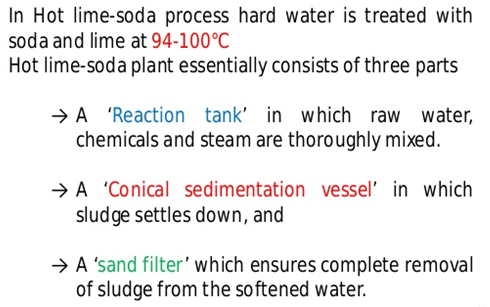 In Hot lime-soda process hard water is treated with
soda and lime at 94-100°C
Hot lime-soda plant essentially consists of three parts
→ A ‘Reaction tank’ in which raw water,
chemicals and steam are thoroughly mixed.
→ A ‘Conical sedimentation vessel’ in which
sludge settles down, and
→ A ‘sand filter’ which ensures complete removal
of sludge from the softened water.